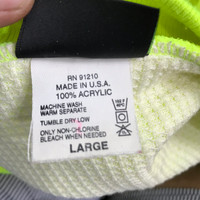 RN 91210
MADE IN U.S.A.
100% ACRYLIC
MACHINE WASH
WARM SEPARATE
TUMBLE DRY LOW
ONLY NON-CHLORINE
BLEACH WHEN NEEDED
LARGE